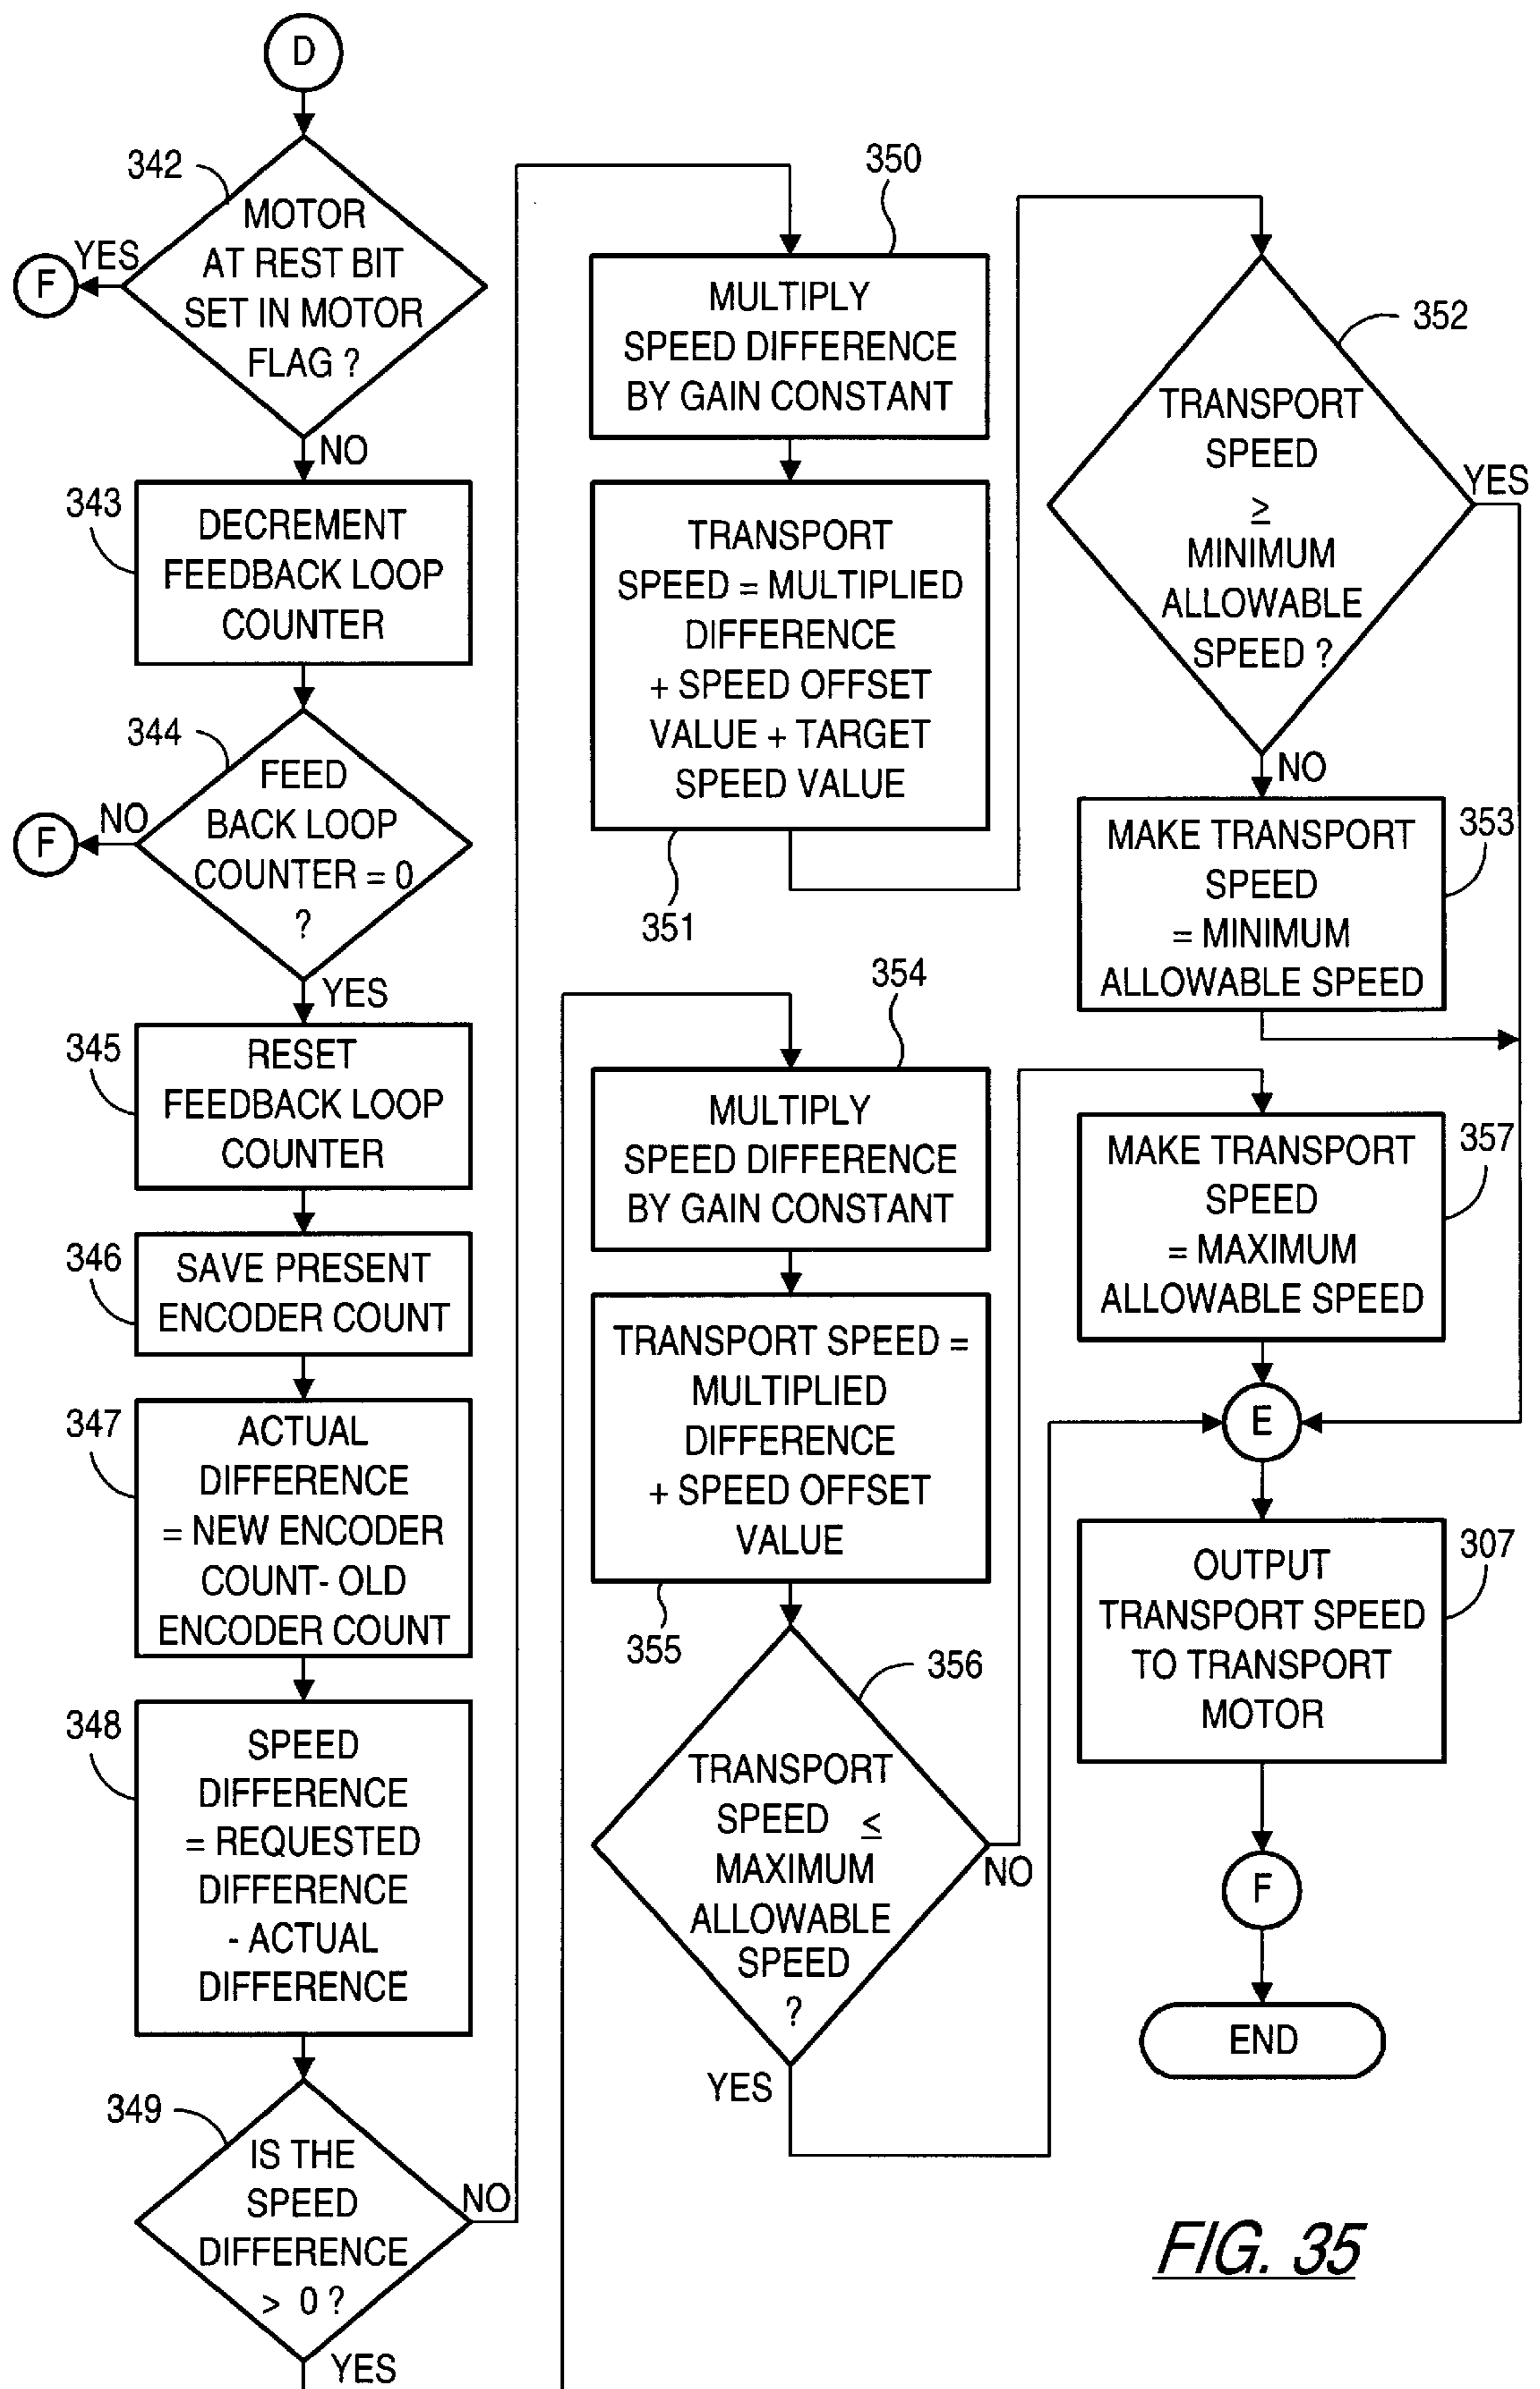 D
342
MOTOR
AT REST BIT
SET IN MOTOR
FLAG ?
YES
F
NO
343
DECREMENT
FEEDBACK LOOP
COUNTER
344
FEED
BACK LOOP
COUNTER = 0
?
NO
F
YES
345
RESET
FEEDBACK LOOP
COUNTER
346
SAVE PRESENT
ENCODER COUNT
347
ACTUAL
DIFFERENCE
= NEW ENCODER
COUNT- OLD
ENCODER COUNT
348
SPEED
DIFFERENCE
= REQUESTED
DIFFERENCE
- ACTUAL
DIFFERENCE
349
IS THE
SPEED
DIFFERENCE
> 0 ?
NO
YES
350
MULTIPLY
SPEED DIFFERENCE
BY GAIN CONSTANT
TRANSPORT
SPEED = MULTIPLIED
DIFFERENCE
+ SPEED OFFSET
VALUE + TARGET
SPEED VALUE
351
354
MULTIPLY
SPEED DIFFERENCE
BY GAIN CONSTANT
TRANSPORT SPEED =
MULTIPLIED
DIFFERENCE
+ SPEED OFFSET
VALUE
355
356
TRANSPORT
SPEED ≤
MAXIMUM
ALLOWABLE
SPEED
?
NO
YES
352
TRANSPORT
SPEED
≥
MINIMUM
ALLOWABLE
SPEED ?
YES
NO
353
MAKE TRANSPORT
SPEED
= MINIMUM
ALLOWABLE SPEED
357
MAKE TRANSPORT
SPEED
= MAXIMUM
ALLOWABLE SPEED
E
307
OUTPUT
TRANSPORT SPEED
TO TRANSPORT
MOTOR
F
END
FIG. 35